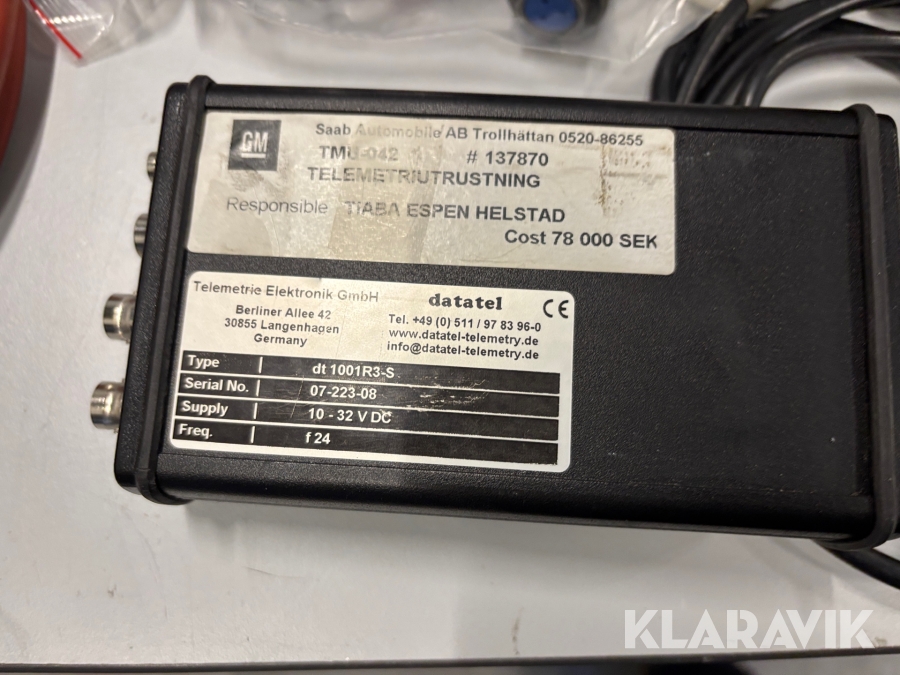 GM
Saab Automobile AB Trollhättan 0520-86255
TMU-042 # 137870
TELEMETRIUTRUSTNING
Responsible TIABA ESPEN HELSTAD
Cost 78 000 SEK
Telemetrie Elektronik GmbH
Berliner Allee 42
30855 Langenhagen
Germany
datatel
CE
Tel. +49 (0) 511 / 97 83 96-0
www.datatel-telemetry.de
info@datatel-telemetry.de
Type dt 1001R3-S
Serial No. 07-223-08
Supply 10 - 32 V DC
Freq. f 24
KLARAVIK